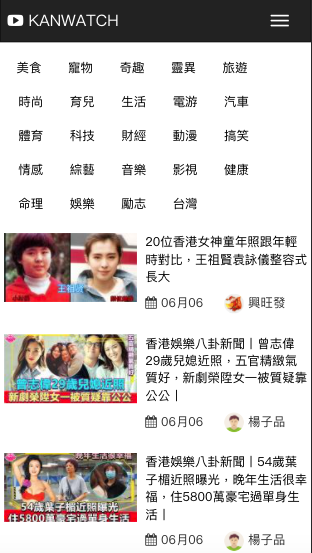 KANWATCH
美食 寵物 奇趣 靈異 旅遊
時尚 育兒 生活 電游 汽車
體育 科技 財經 動漫 搞笑
情感 綜藝 音樂 影視 健康
命理 娛樂 勵志 台灣
王祖賢
20位香港女神童年照跟年輕
時對比，王祖賢袁詠儀整容式
長大
06月06 興旺發
曾志偉29歲兒媳近照
新劇榮陞女一被質疑靠公公
香港娛樂八卦新聞丨曾志偉
29歲兒媳近照，五官精緻氣
質好，新劇榮陞女一被質疑靠
公公丨
06月06 楊子品
晚年生活很幸福
54歲葉子楣近照曝光
住5800萬豪宅過單身生活
香港娛樂八卦新聞丨54歲葉
子楣近照曝光，晚年生活很幸
福，住5800萬豪宅過單身生
活丨
06月06 楊子品